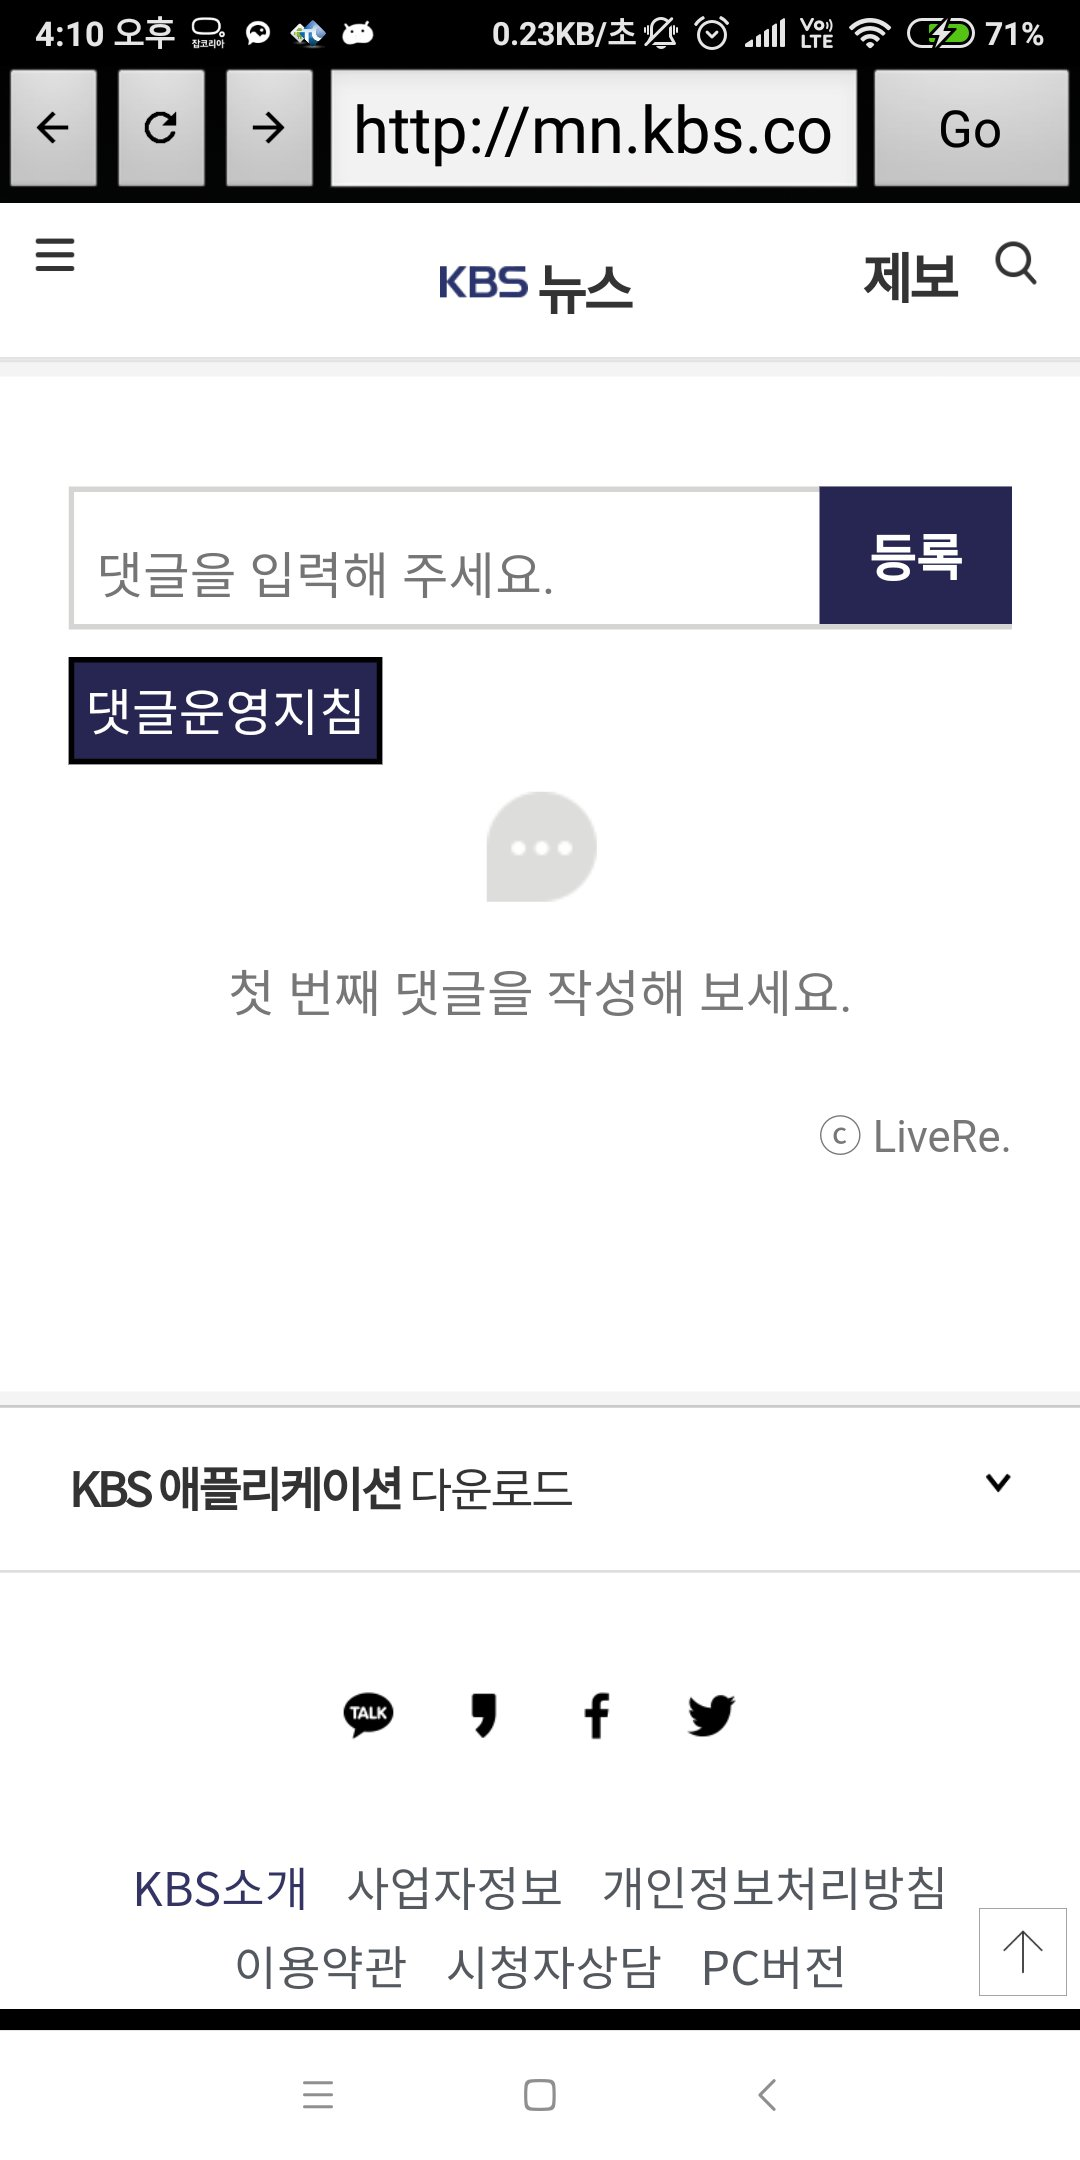 4:10 오후 잡코리아 0.23KB/초 Vo)) LTE 71%
http://mn.kbs.co Go
KBS 뉴스 제보
댓글을 입력해 주세요. 등록
댓글운영지침
첫 번째 댓글을 작성해 보세요.
ⓒ LiveRe.
KBS 애플리케이션 다운로드
TALK
KBS소개 사업자정보 개인정보처리방침
이용약관 시청자상담 PC버전